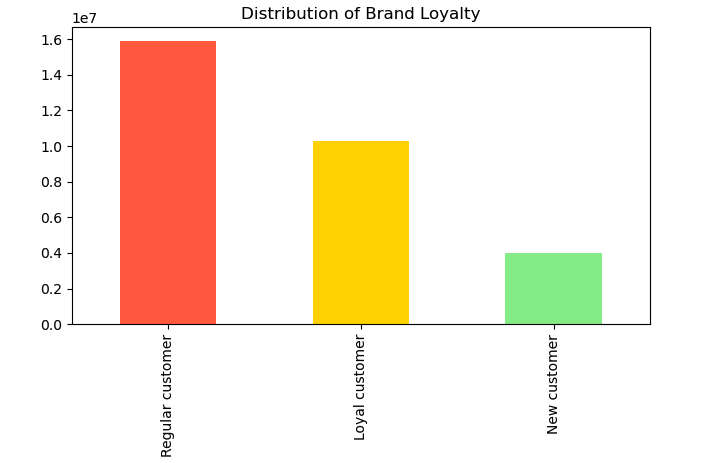 Distribution of Brand Loyalty
1e7
1.6
1.4
1.2
1.0
0.8
0.6
0.4
0.2
0.0
Regular customer
Loyal customer
New customer